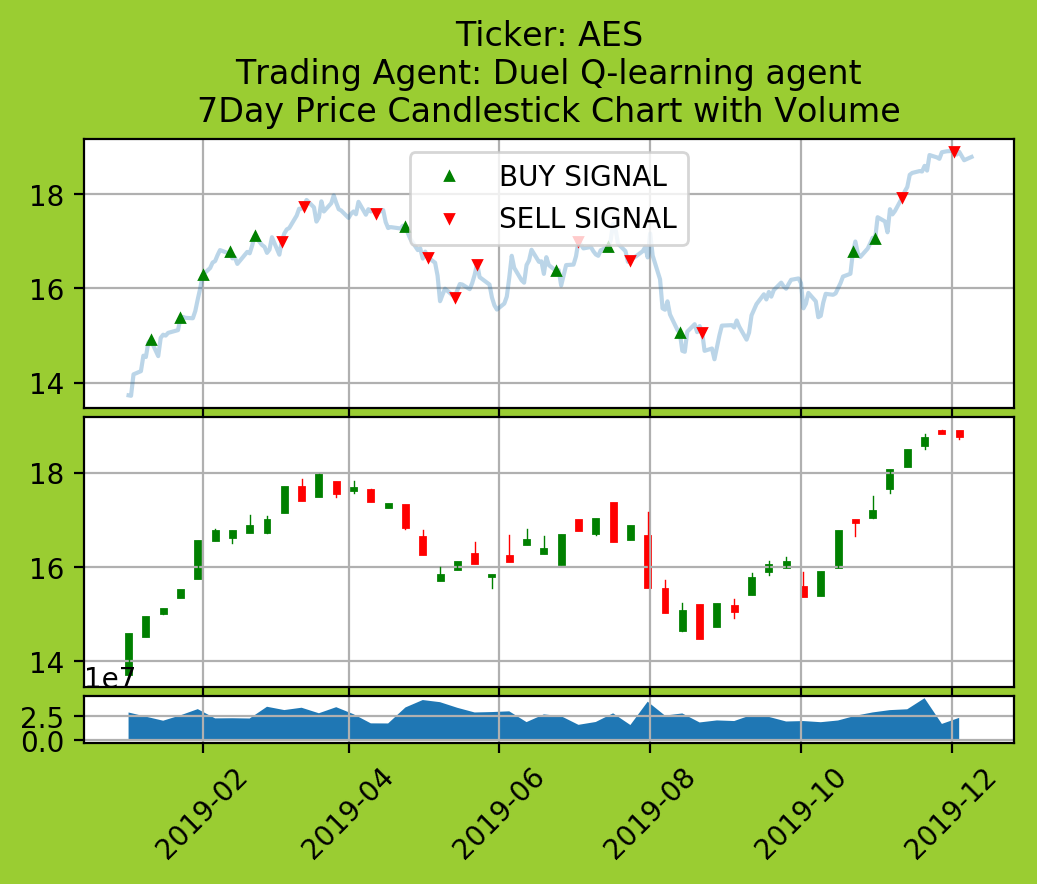 Ticker: AES
Trading Agent: Duel Q-learning agent
7Day Price Candlestick Chart with Volume
BUY SIGNAL
SELL SIGNAL
18
16
14
18
16
14
1e7
2.5
0.0
2019-02
2019-04
2019-06
2019-08
2019-10
2019-12